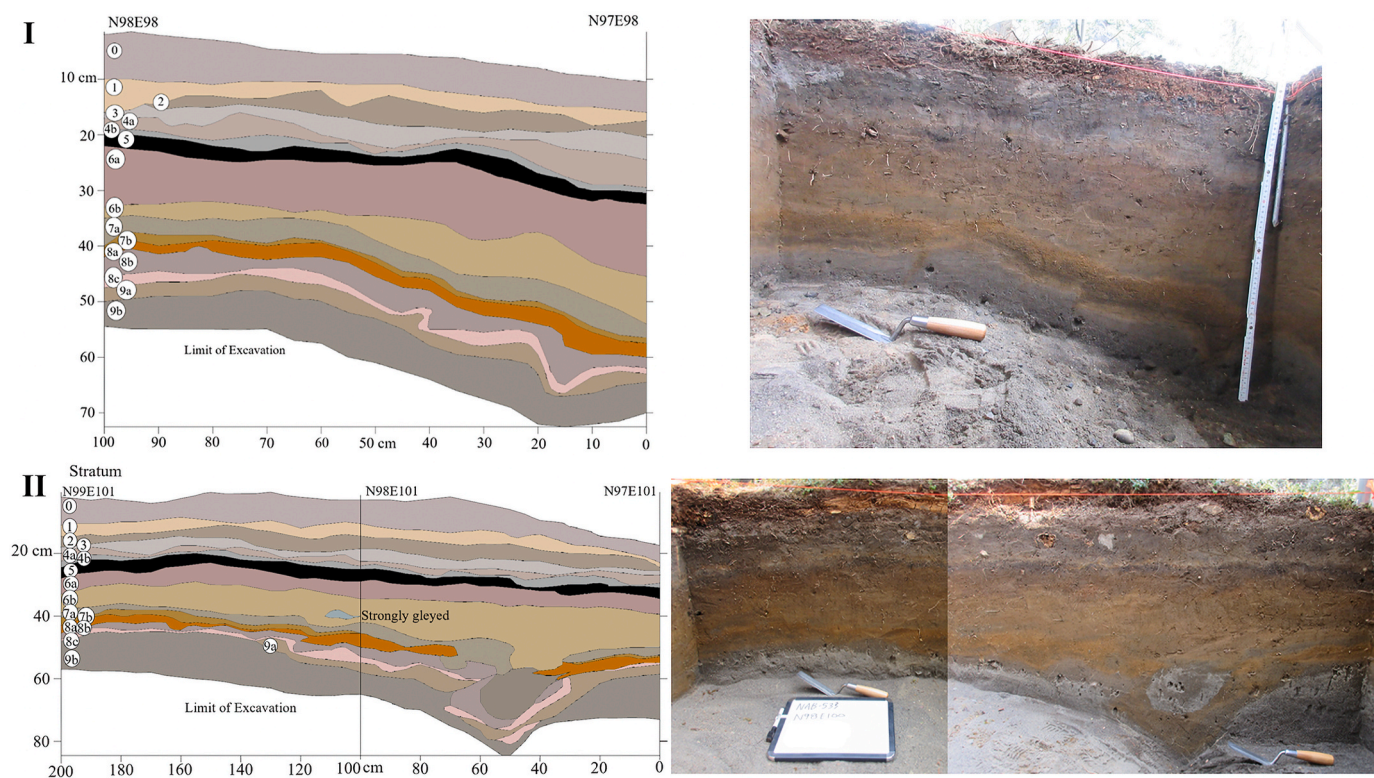 I
N98E98
N97E98
0
10 cm
1
2
3
4a
4b
20
5
6a
30
6b
7a
7b
40
8a
8b
8c
9a
50
9b
Limit of Excavation
60
70
100
90
80
70
60
50 cm
40
30
20
10
0
II
Stratum
N99E101
N98E101
N97E101
0
1
2
3
20 cm
4a
4b
5
6a
6b
40
7a
7b
Strongly gleyed
8a
8b
8c
9a
9b
60
Limit of Excavation
80
200
180
160
140
120
100 cm
80
60
40
20
0
NAB-533